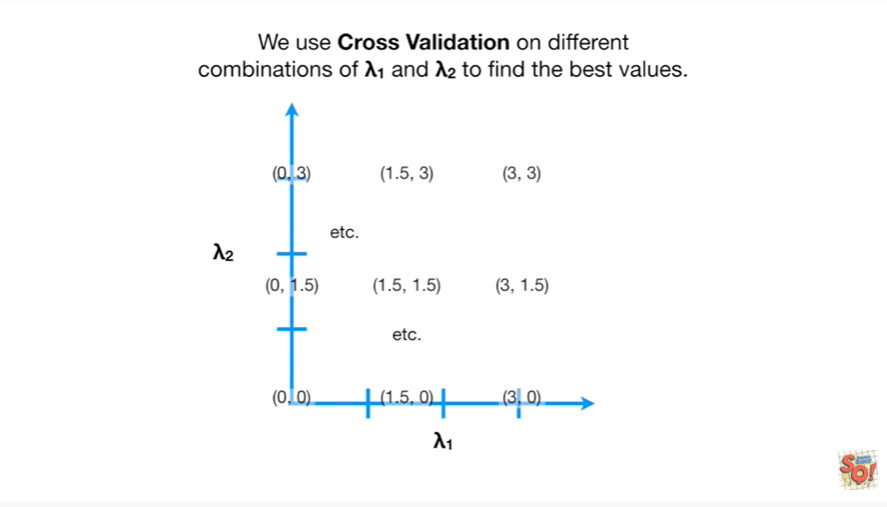 We use Cross Validation on different
combinations of λ1 and λ2 to find the best values.
(0, 3) (1.5, 3) (3, 3)
etc.
λ2
(0, 1.5) (1.5, 1.5) (3, 1.5)
etc.
(0, 0) (1.5, 0) (3, 0)
λ1
SQ!